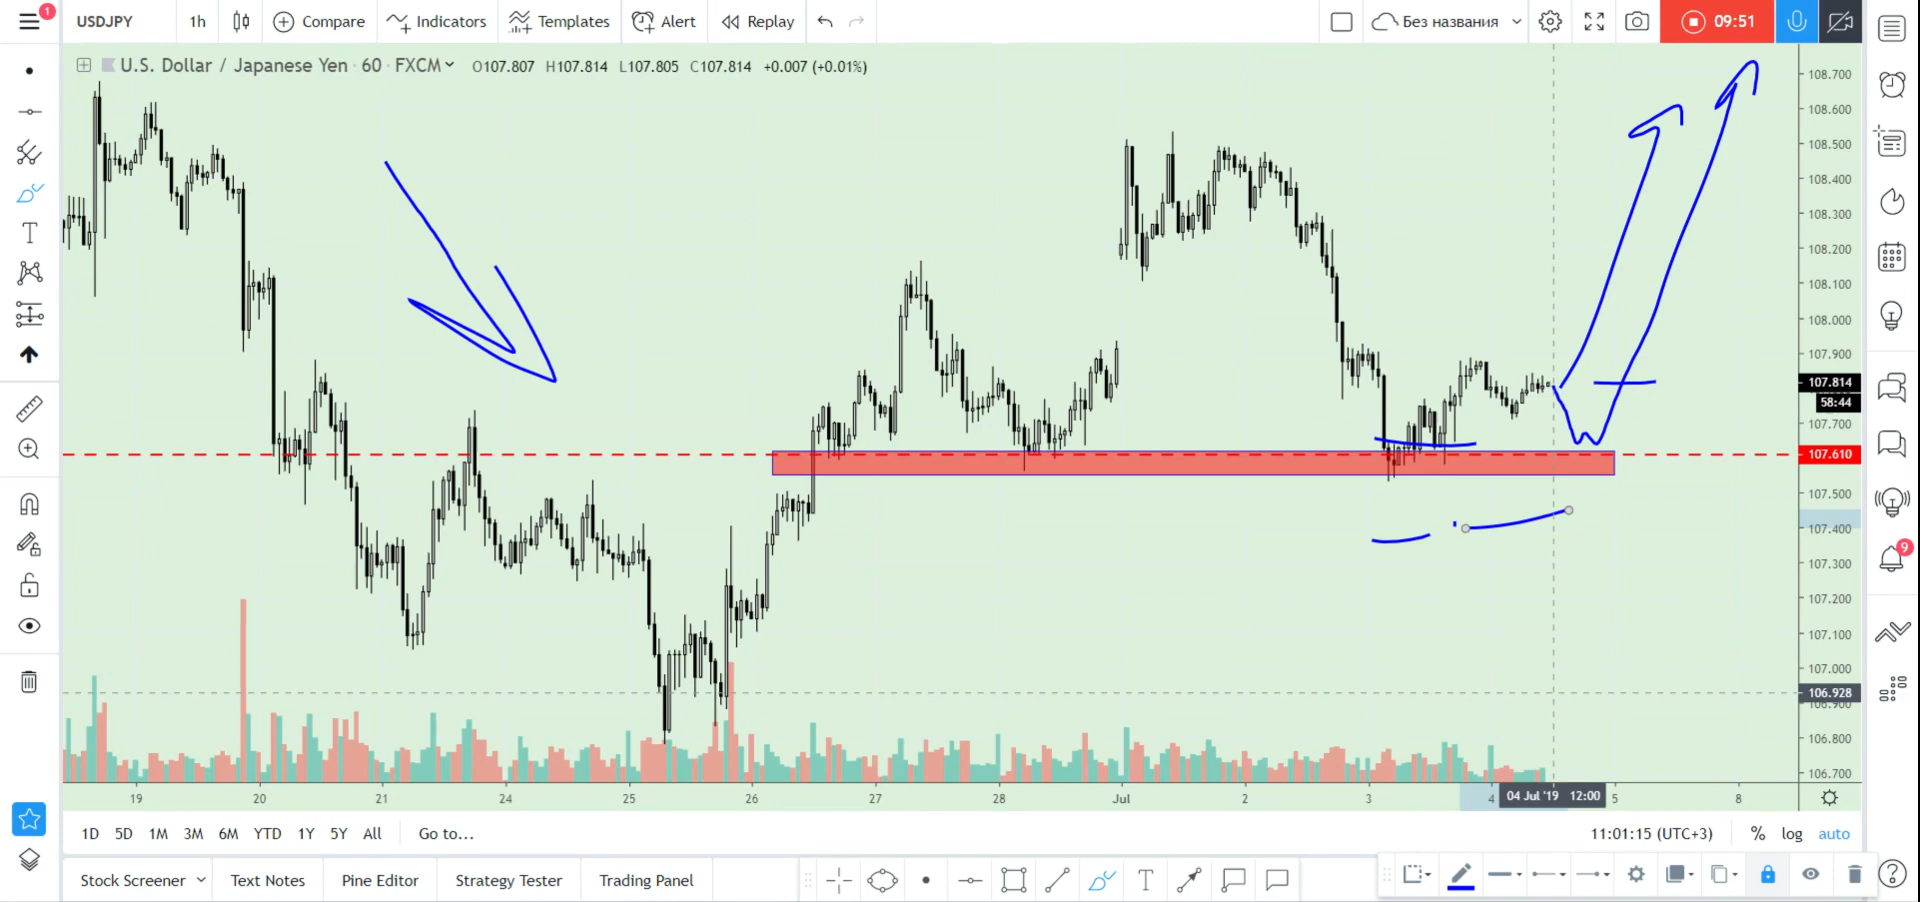 1
USDJPY
1h
Compare
Indicators
Templates
Alert
Replay
Без названия
09:51
U.S. Dollar / Japanese Yen · 60 · FXCM
O107.807 H107.814 L107.805 C107.814 +0.007 (+0.01%)
108.700
108.600
108.500
108.400
108.300
108.200
108.100
108.000
107.900
107.814
58:44
107.700
107.610
107.500
107.400
107.300
107.200
107.100
107.000
106.928
106.900
106.800
106.700
9
19 20 21 24 25 26 27 28 Jul 2 3 4 04 Jul '19 12:00 5 8
1D 5D 1M 3M 6M YTD 1Y 5Y All Go to...
11:01:15 (UTC+3) % log auto
Stock Screener Text Notes Pine Editor Strategy Tester Trading Panel
T
T
?